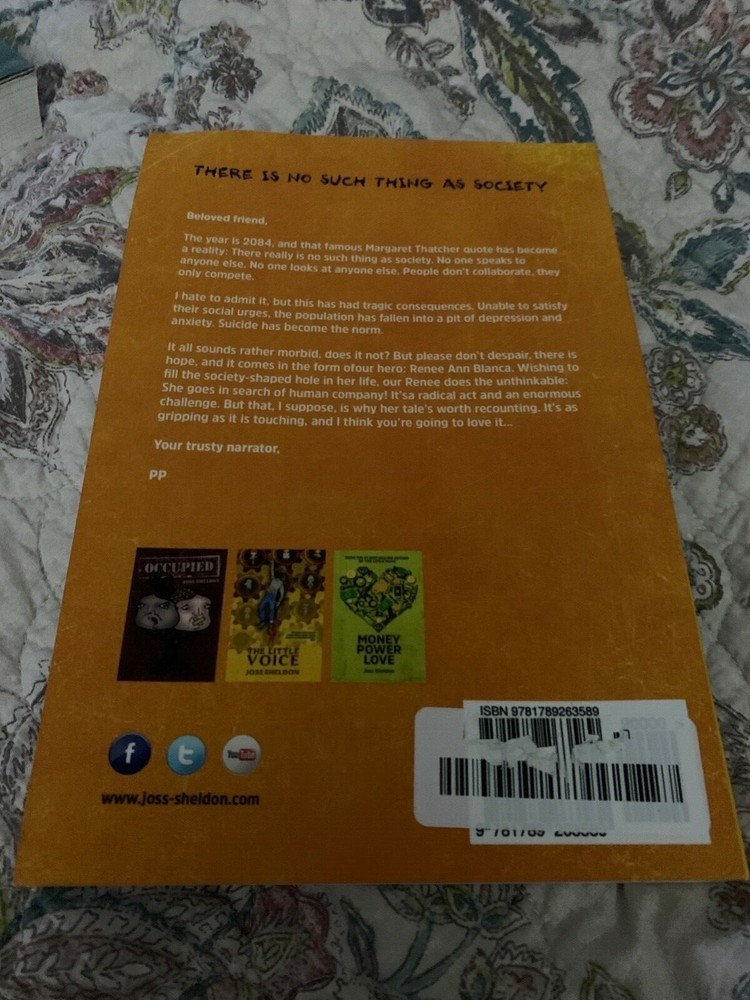 THERE IS NO SUCH THING AS SOCIETY
Beloved friend,
The year is 2084, and that famous Margaret Thatcher quote has become
a reality: There really is no such thing as society. No one speaks to
anyone else. No one looks at anyone else. People don't collaborate, they
only compete.
I hate to admit it, but this has had tragic consequences. Unable to satisfy
their social urges, the population has fallen into a pit of depression and
anxiety. Suicide has become the norm.
It all sounds rather morbid, does it not? But please don't despair, there is
hope, and it comes in the form ofour hero: Renee Ann Blanca. Wishing to
fill the society-shaped hole in her life, our Renee does the unthinkable:
She goes in search of human company! It'sa radical act and an enormous
challenge. But that, I suppose, is why her tale's worth recounting. It's as
gripping as it is touching, and I think you're going to love it...
Your trusty narrator,
PP
OCCUPIED
JOSS SHELDON
THE LITTLE
VOICE
JOSS SHELDON
MONEY
POWER
LOVE
Joss Sheldon
ISBN 9781789263589
f
t
YouTube
www.joss-sheldon.com